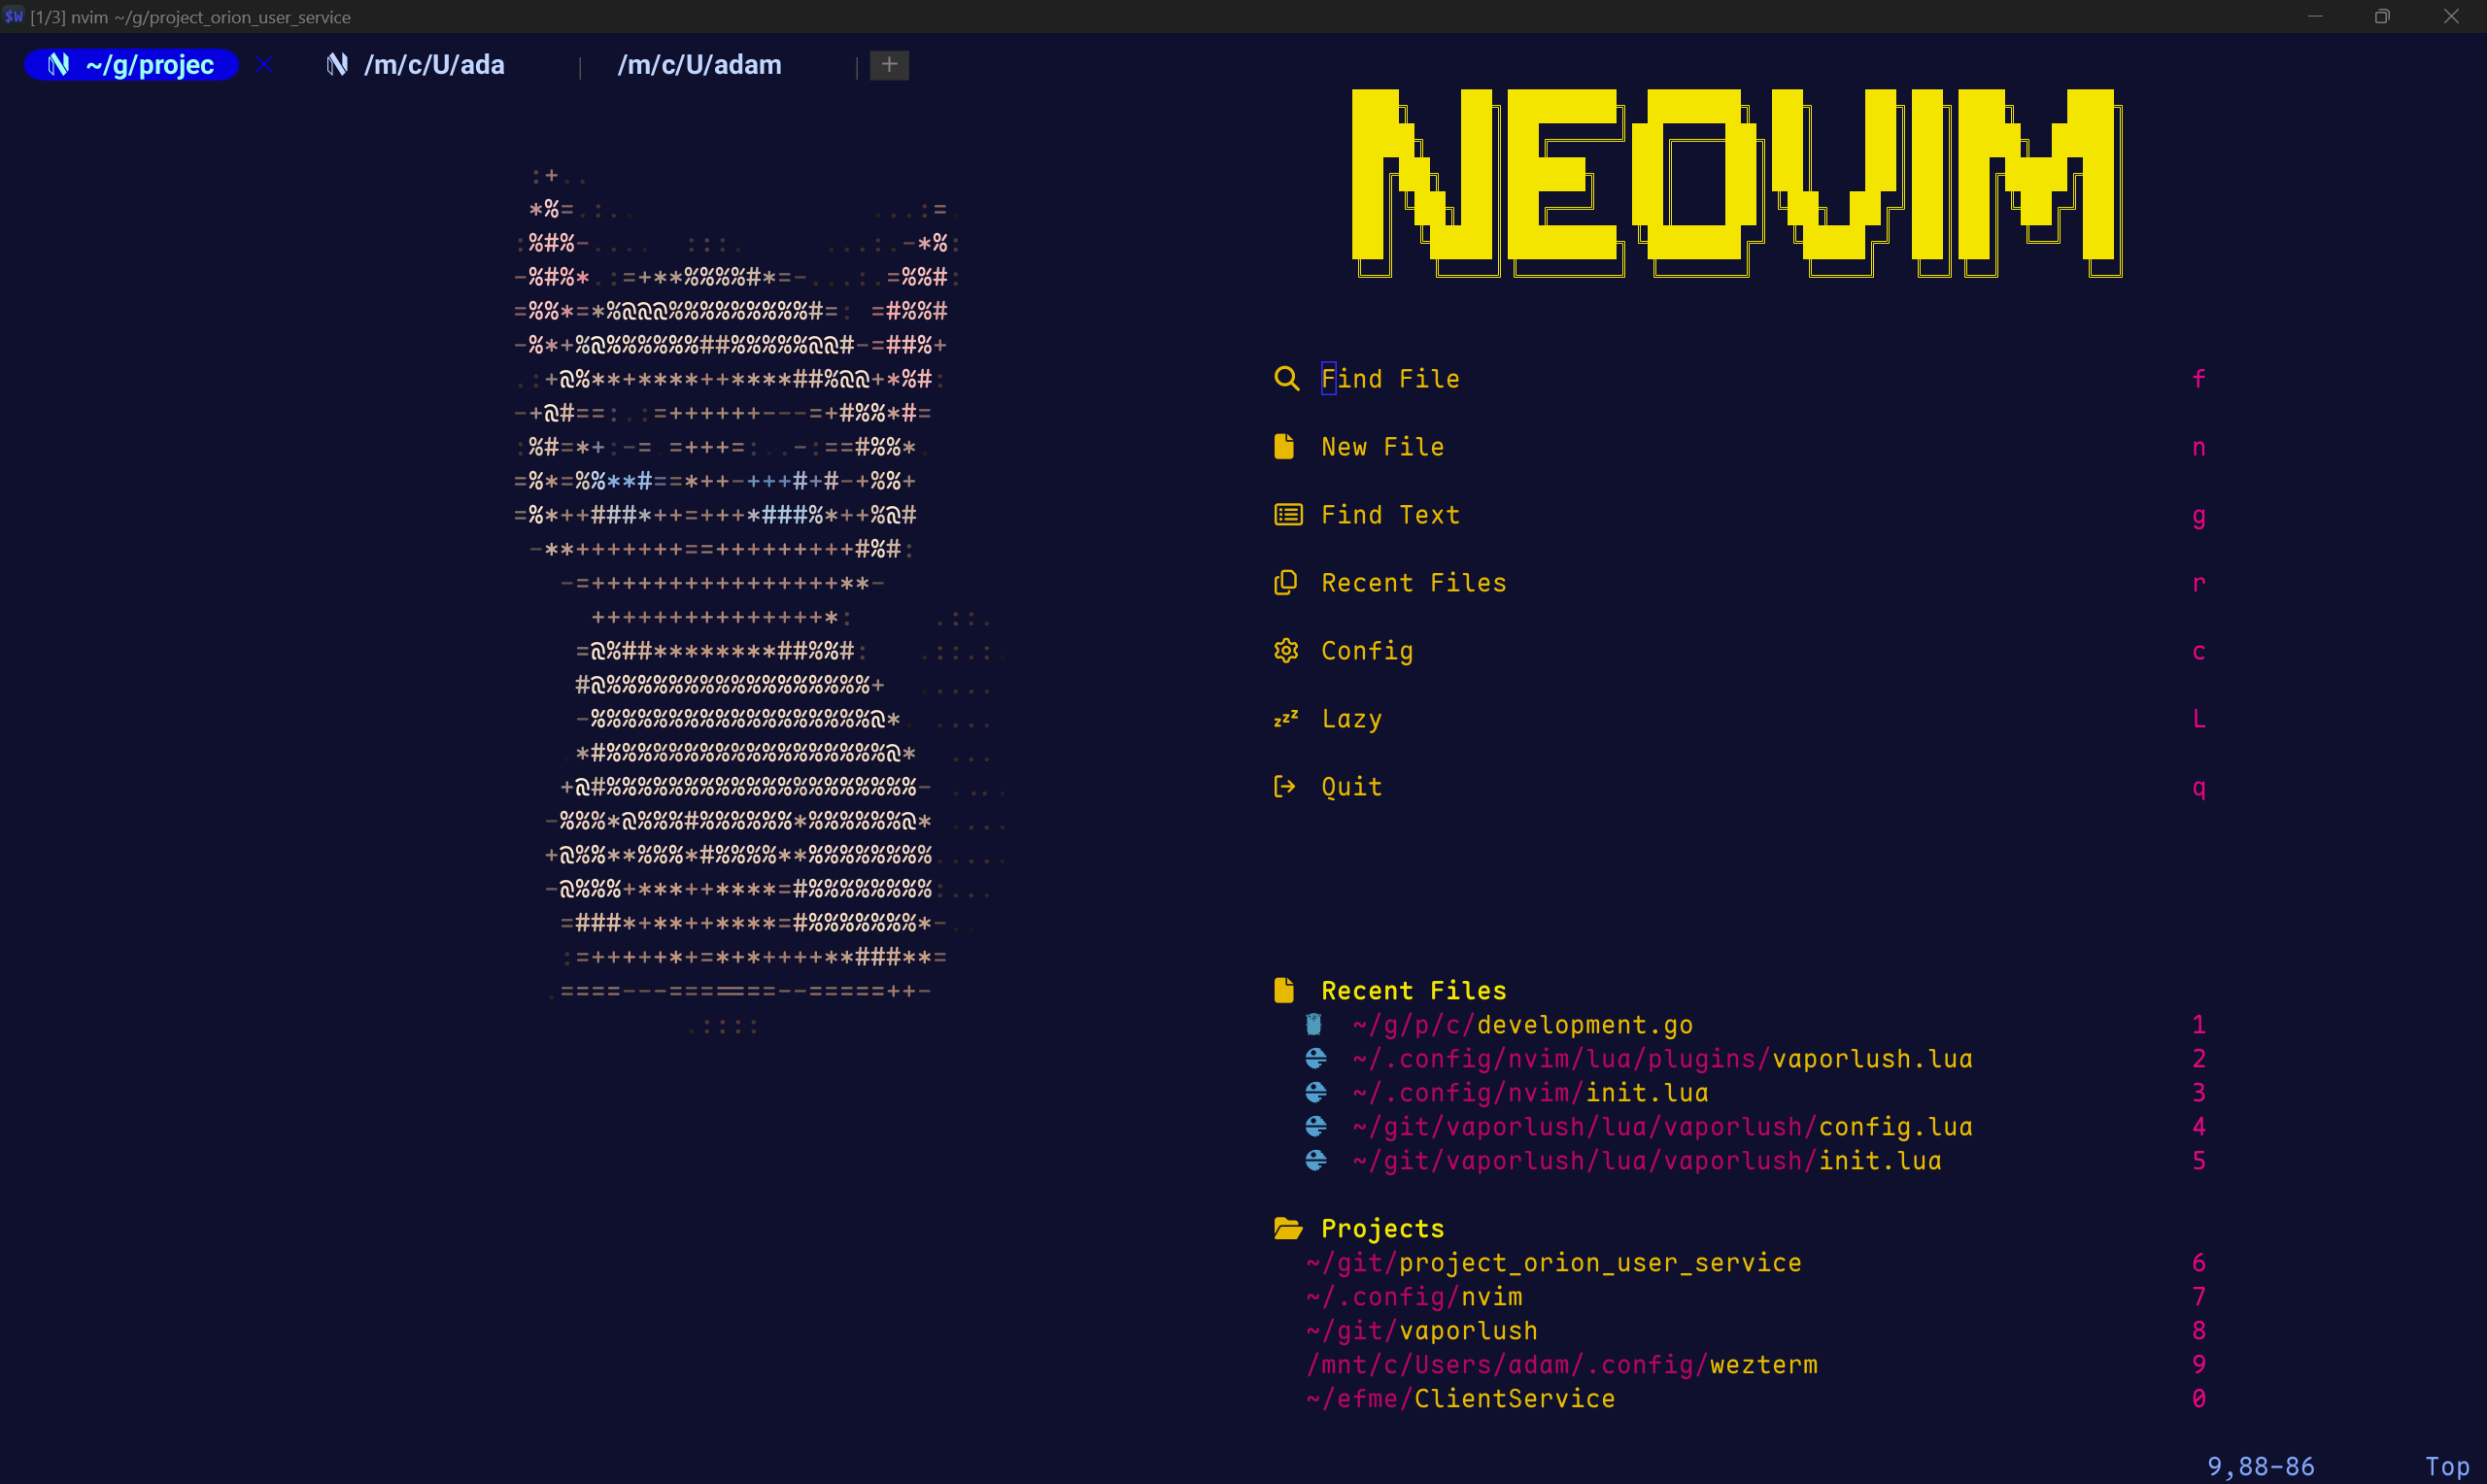 $W [1/3] nvim ~/g/project_orion_user_service
~/g/projec × /m/c/U/ada | /m/c/U/adam | +
NEOVIM
Find File f
New File n
Find Text g
Recent Files r
Config c
Lazy L
Quit q
Recent Files
~/g/p/c/development.go 1
~/.config/nvim/lua/plugins/vaporlush.lua 2
~/.config/nvim/init.lua 3
~/git/vaporlush/lua/vaporlush/config.lua 4
~/git/vaporlush/lua/vaporlush/init.lua 5
Projects
~/git/project_orion_user_service 6
~/.config/nvim 7
~/git/vaporlush 8
/mnt/c/Users/adam/.config/wezterm 9
~/efme/ClientService 0
9,88-86 Top